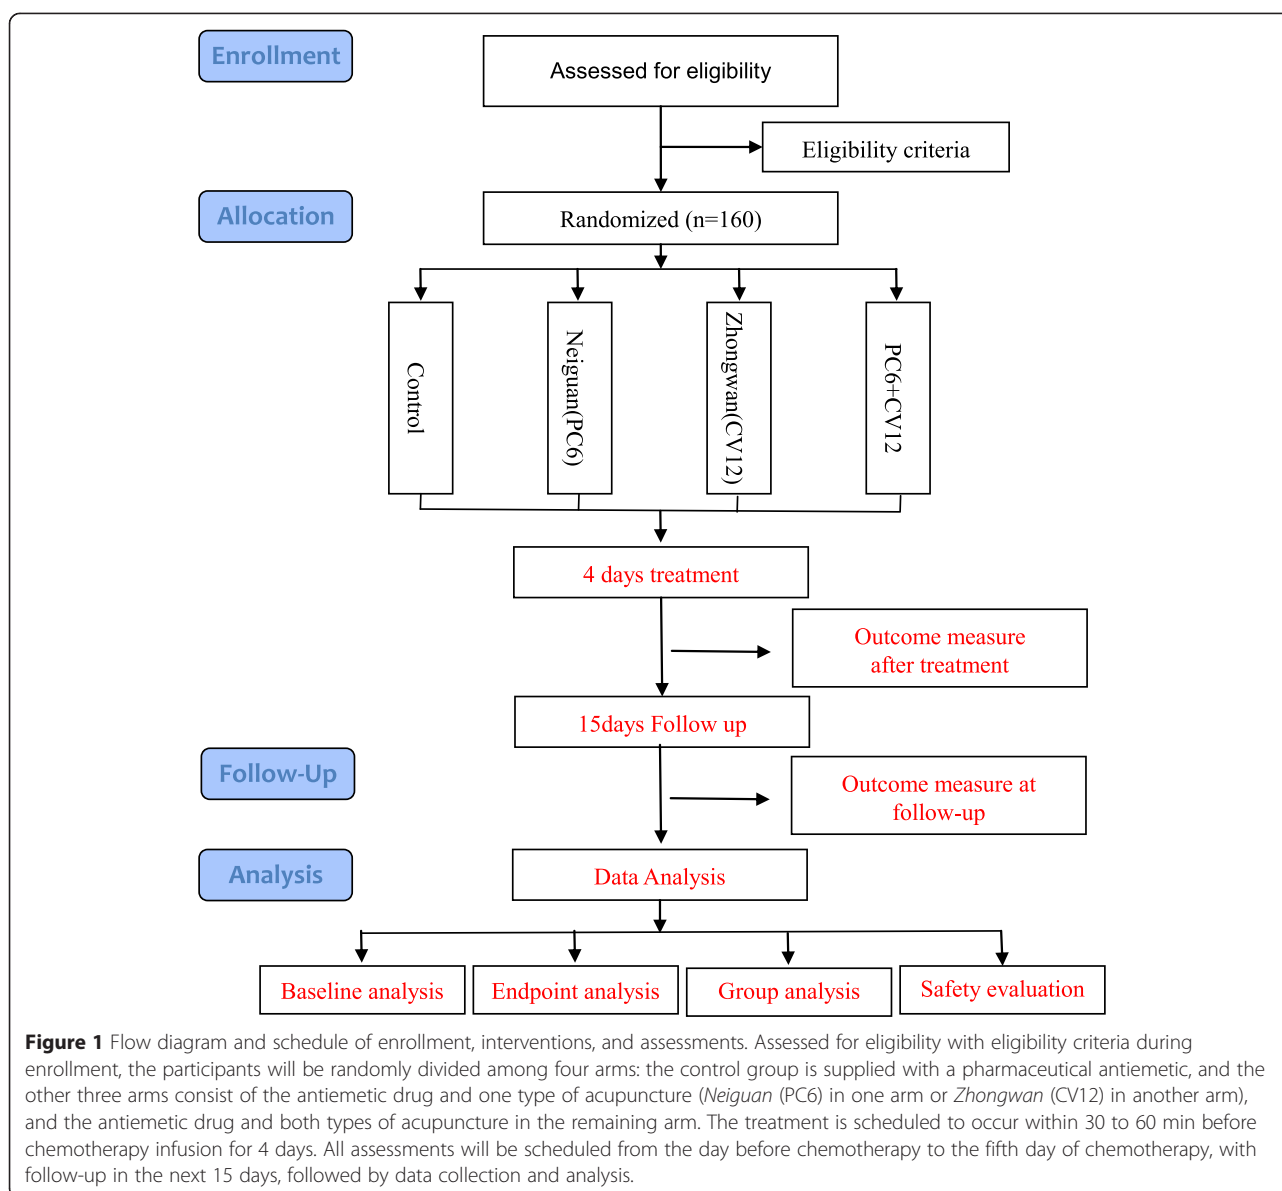 Enrollment
Assessed for eligibility
Eligibility criteria
Allocation
Randomized (n=160)
Control
Neiguan(PC6)
Zhongwan(CV12)
PC6+CV12
4 days treatment
Outcome measure
after treatment
15days Follow up
Follow-Up
Outcome measure at
follow-up
Analysis
Data Analysis
Baseline analysis
Endpoint analysis
Group analysis
Safety evaluation
Figure 1 Flow diagram and schedule of enrollment, interventions, and assessments. Assessed for eligibility with eligibility criteria during
enrollment, the participants will be randomly divided among four arms: the control group is supplied with a pharmaceutical antiemetic, and the
other three arms consist of the antiemetic drug and one type of acupuncture (Neiguan (PC6) in one arm or Zhongwan (CV12) in another arm),
and the antiemetic drug and both types of acupuncture in the remaining arm. The treatment is scheduled to occur within 30 to 60 min before
chemotherapy infusion for 4 days. All assessments will be scheduled from the day before chemotherapy to the fifth day of chemotherapy, with
follow-up in the next 15 days, followed by data collection and analysis.